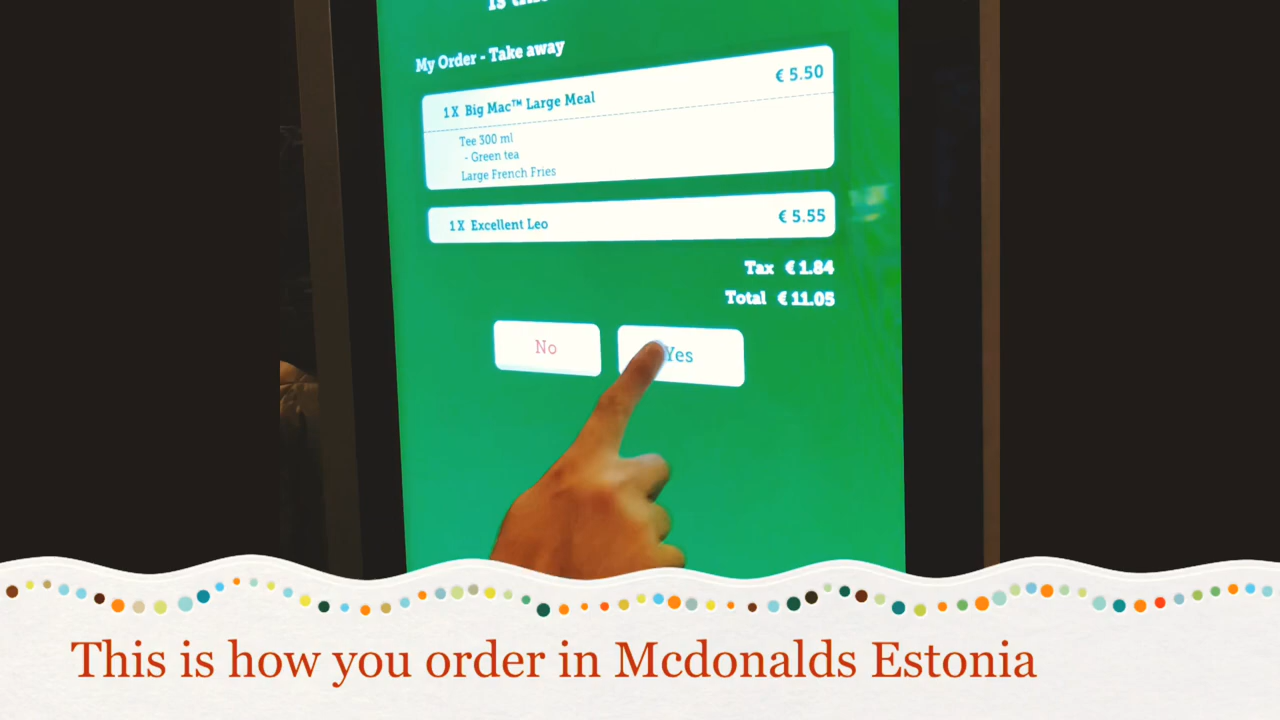 Is this
My Order - Take away
1X Big Mac™ Large Meal € 5.50
Tee 300 ml
- Green tea
Large French Fries
1X Excellent Leo € 5.55
Tax € 1.84
Total € 11.05
No Yes
This is how you order in Mcdonalds Estonia